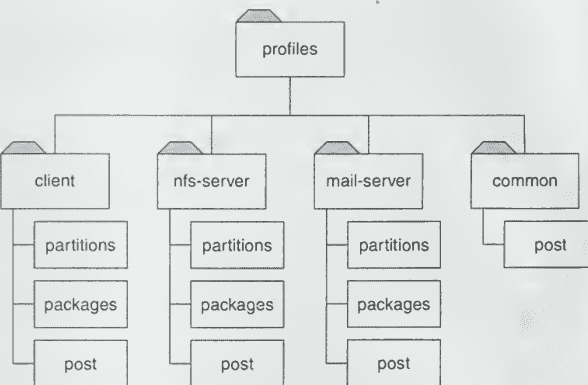 profiles
client nfs-server mail-server common
partitions partitions partitions post
packages packages packages
post post post